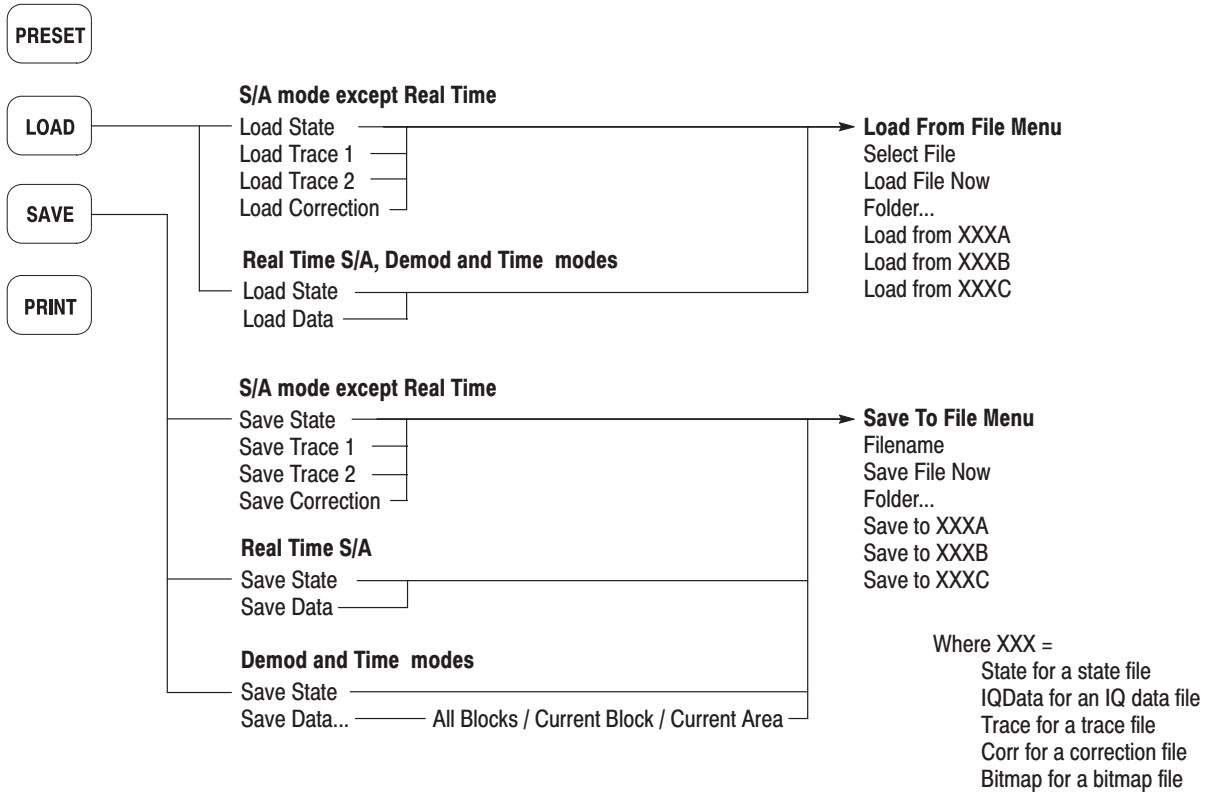 PRESET
LOAD
SAVE
PRINT
S/A mode except Real Time
Load State
Load Trace 1
Load Trace 2
Load Correction
Real Time S/A, Demod and Time modes
Load State
Load Data
Load From File Menu
Select File
Load File Now
Folder...
Load from XXXA
Load from XXXB
Load from XXXC
S/A mode except Real Time
Save State
Save Trace 1
Save Trace 2
Save Correction
Real Time S/A
Save State
Save Data
Demod and Time modes
Save State
Save Data... All Blocks / Current Block / Current Area
Save To File Menu
Filename
Save File Now
Folder...
Save to XXXA
Save to XXXB
Save to XXXC
Where XXX =
State for a state file
IQData for an IQ data file
Trace for a trace file
Corr for a correction file
Bitmap for a bitmap file